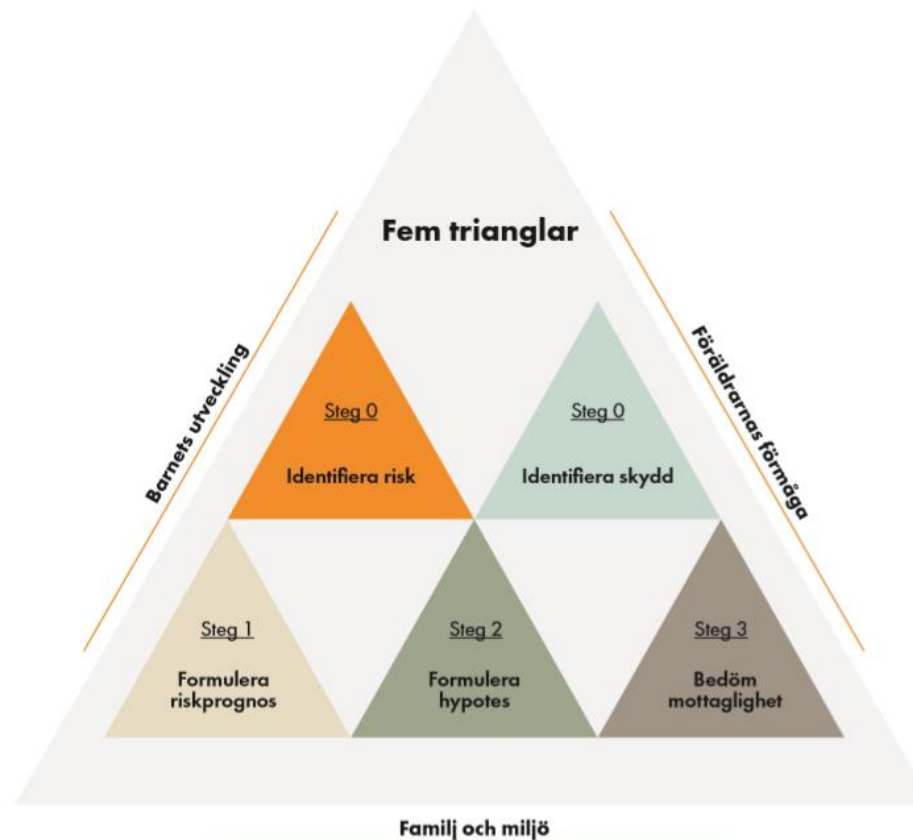 Fem trianglar
Barnets utveckling
Föräldrarnas förmåga
Steg 0
Identifiera risk
Steg 0
Identifiera skydd
Steg 1
Formulera
riskprognos
Steg 2
Formulera
hypotes
Steg 3
Bedöm
mottaglighet
Familj och miljö